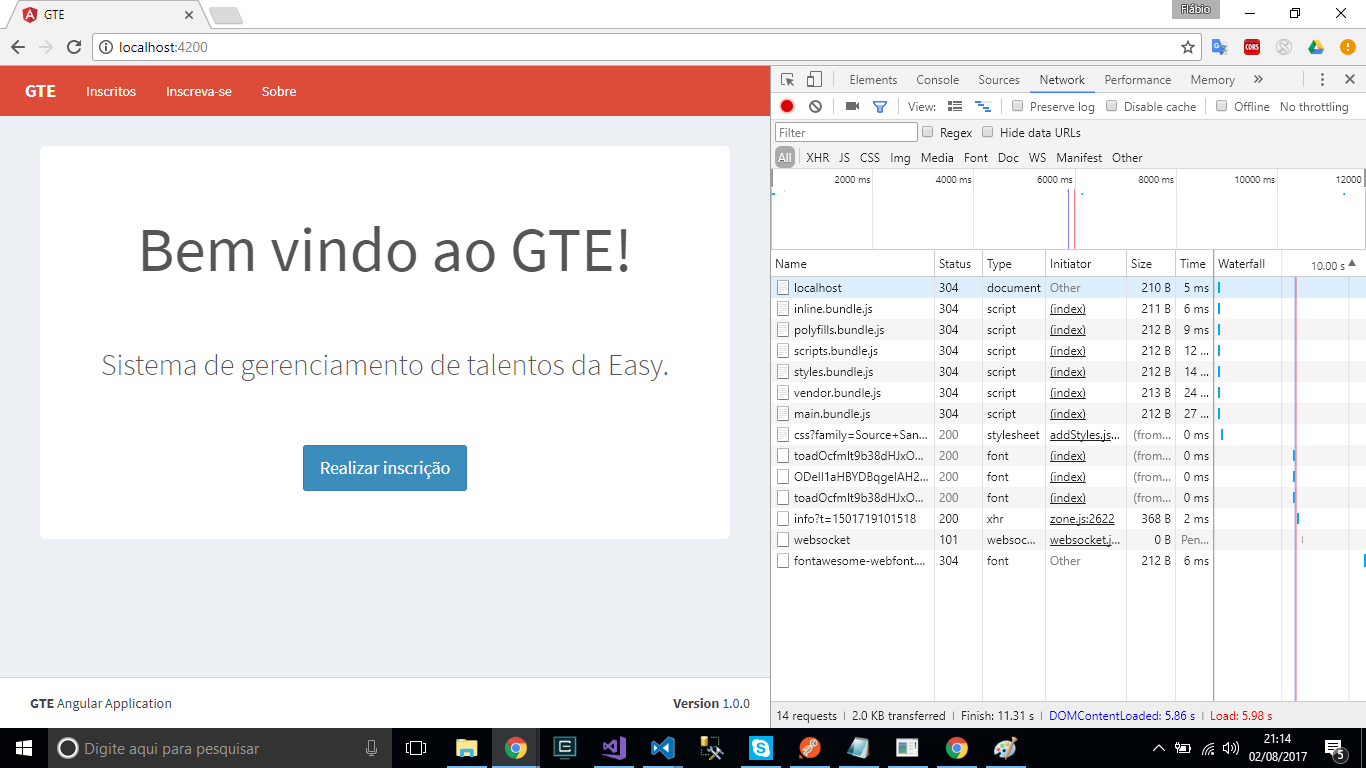 GTE
Flábio
localhost:4200
GTE Inscritos Inscreva-se Sobre
Bem vindo ao GTE!
Sistema de gerenciamento de talentos da Easy.
Realizar inscrição
GTE Angular Application
Version 1.0.0
Elements Console Sources Network Performance Memory »
View: Preserve log Disable cache Offline No throttling
Filter Regex Hide data URLs
All XHR JS CSS Img Media Font Doc WS Manifest Other
2000 ms 4000 ms 6000 ms 8000 ms 10000 ms 12000
Name Status Type Initiator Size Time Waterfall 10.00 s
localhost 304 document Other 210 B 5 ms
inline.bundle.js 304 script (index) 211 B 6 ms
polyfills.bundle.js 304 script (index) 212 B 9 ms
scripts.bundle.js 304 script (index) 212 B 12 ...
styles.bundle.js 304 script (index) 212 B 14 ...
vendor.bundle.js 304 script (index) 213 B 24 ...
main.bundle.js 304 script (index) 212 B 27 ...
css?family=Source+San... 200 stylesheet addStyles.js... (from... 0 ms
200 font (index) (from... 0 ms
200 font (index) (from... 0 ms
200 font (index) (from... 0 ms
info?t=1501719101518 200 xhr zone.js:2622 368 B 2 ms
websocket 101 websoc... websocket.j... 0 B Pen...
fontawesome-webfont.... 304 font Other 212 B 6 ms
14 requests | 2.0 KB transferred | Finish: 11.31 s | DOMContentLoaded: 5.86 s | Load: 5.98 s
Digite aqui para pesquisar
21:14
02/08/2017
5